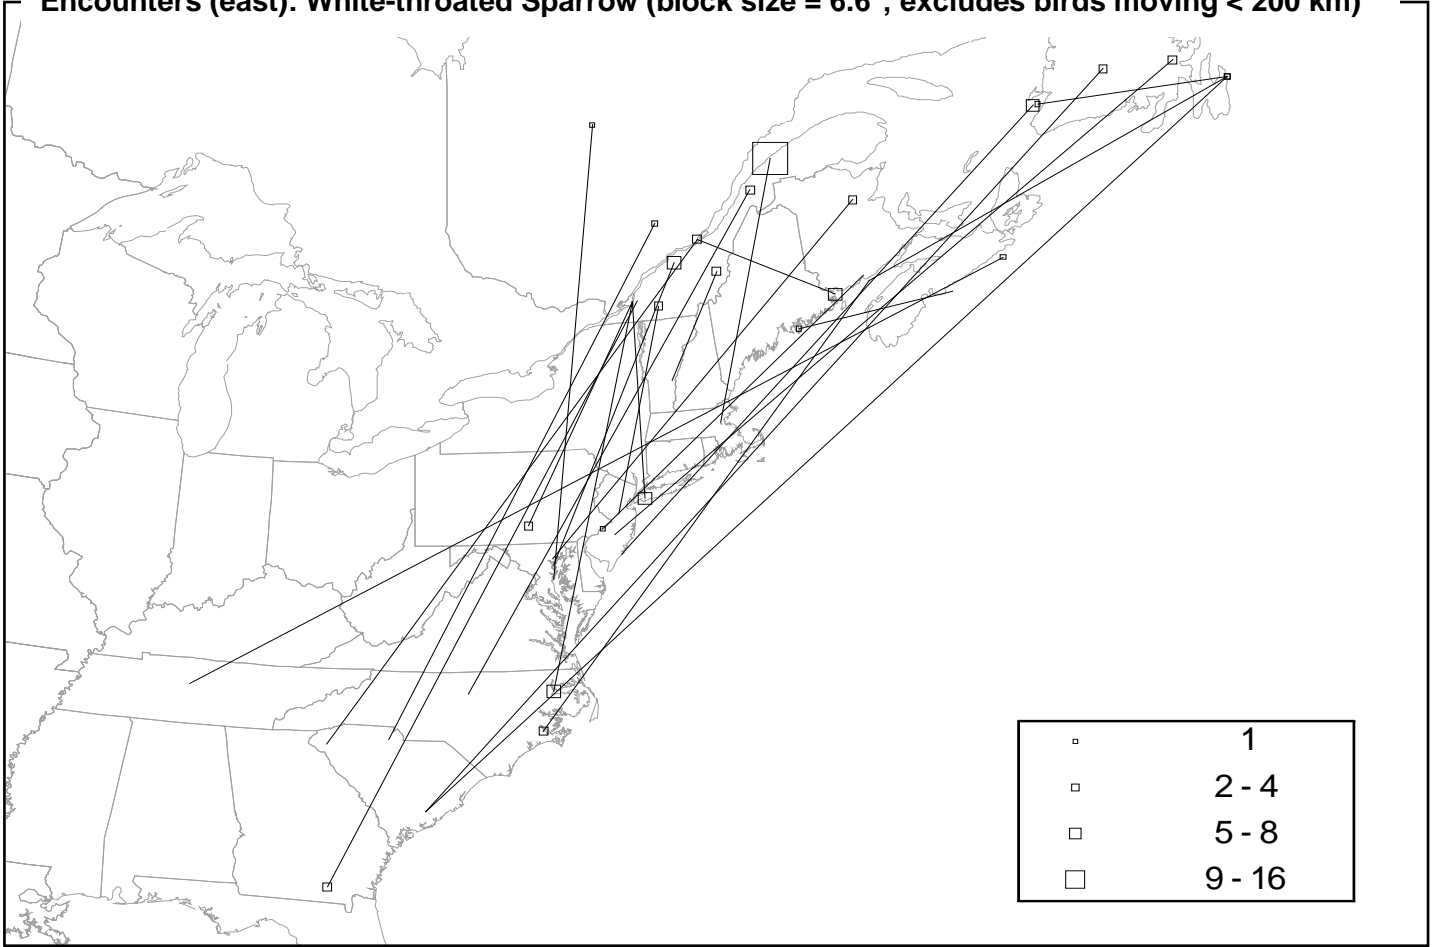 Encounters (east): White-throated Sparrow (block size = 6.6°, excludes birds moving < 200 km)
1
2 - 4
5 - 8
9 - 16